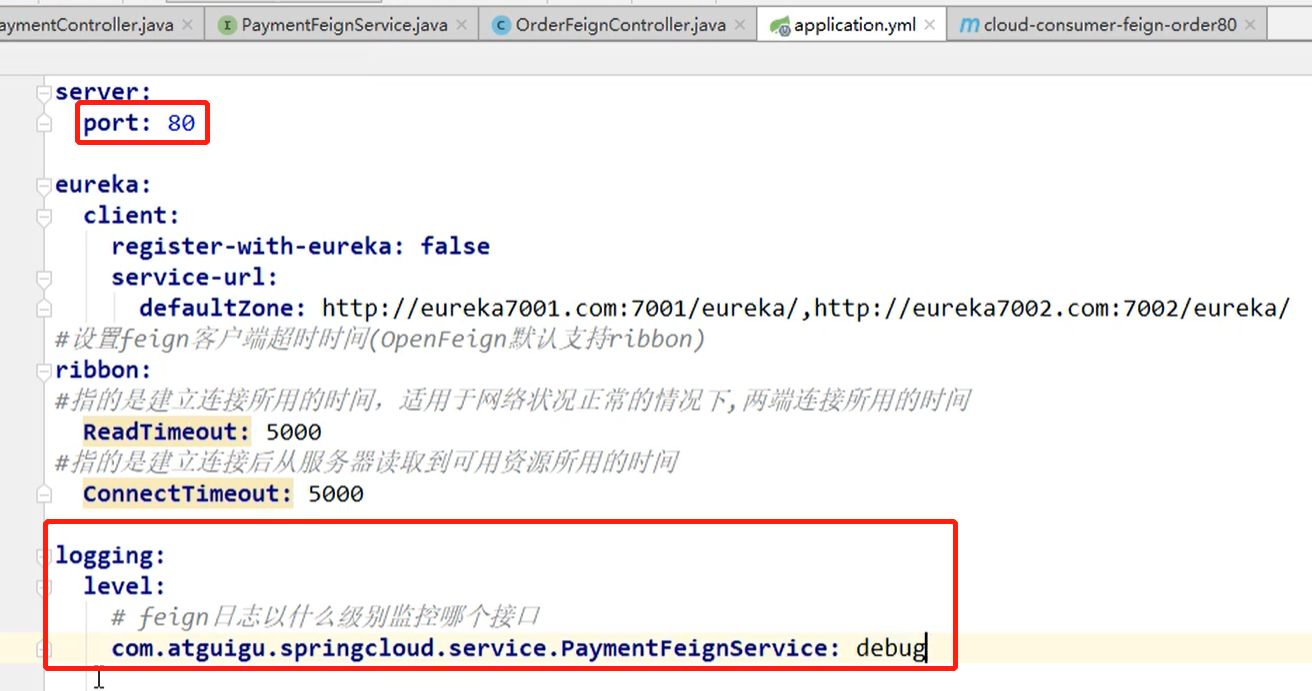 aymentController.java
I PaymentFeignService.java
C OrderFeignController.java
application.yml
m cloud-consumer-feign-order80
server:
port: 80
eureka:
client:
register-with-eureka: false
service-url:
defaultZone: http://eureka7001.com:7001/eureka/,http://eureka7002.com:7002/eureka/
#设置feign客户端超时时间(OpenFeign默认支持ribbon)
ribbon:
#指的是建立连接所用的时间，适用于网络状况正常的情况下,两端连接所用的时间
ReadTimeout: 5000
#指的是建立连接后从服务器读取到可用资源所用的时间
ConnectTimeout: 5000
logging:
level:
# feign日志以什么级别监控哪个接口
com.atguigu.springcloud.service.PaymentFeignService: debug